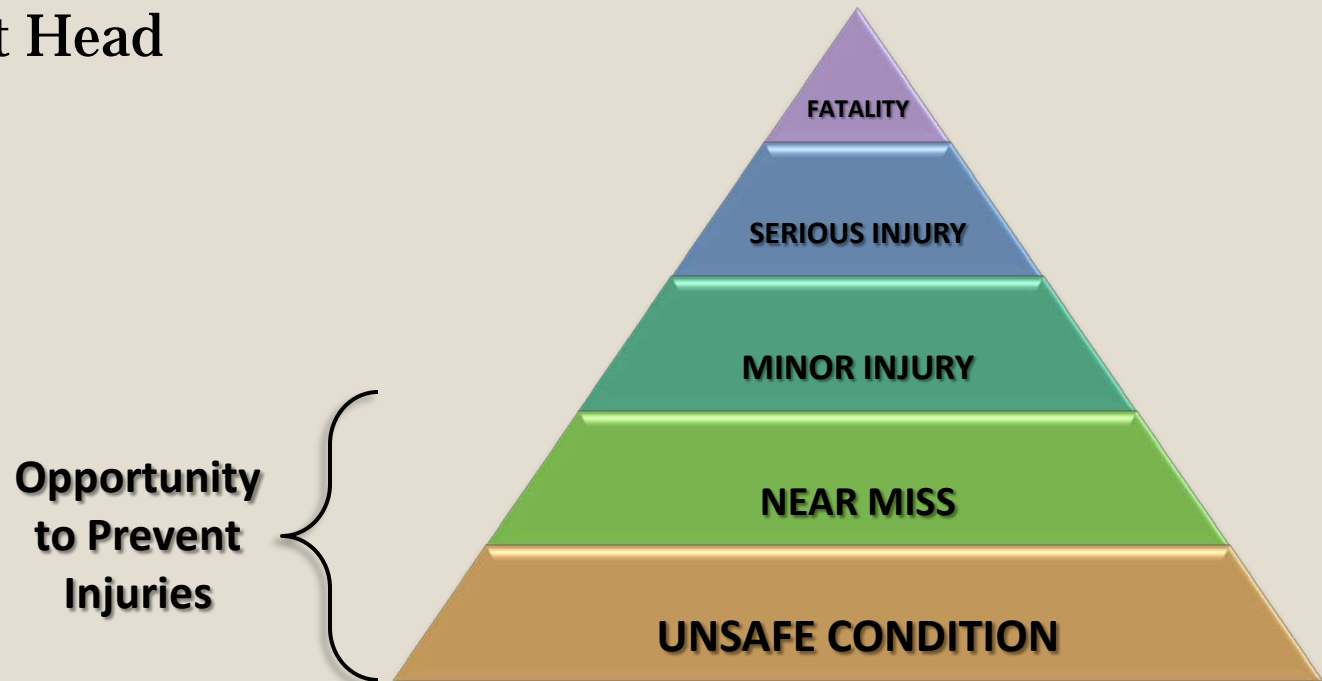 t Head
FATALITY
SERIOUS INJURY
MINOR INJURY
NEAR MISS
UNSAFE CONDITION
Opportunity
to Prevent
Injuries